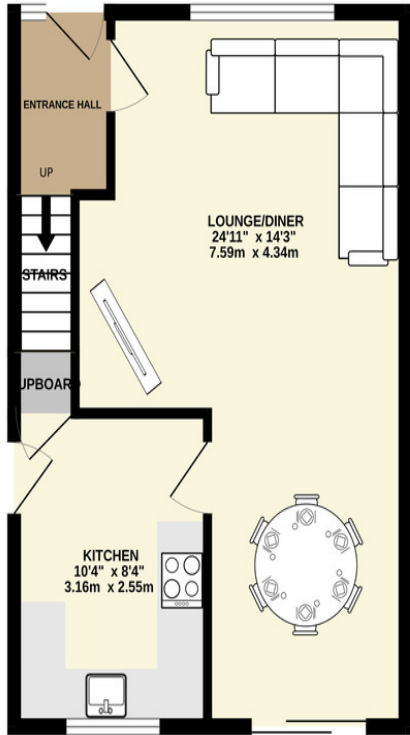 ENTRANCE HALL
UP
LOUNGE/DINER
24'11" x 14'3"
7.59m x 4.34m
STAIRS
UPBOARD
KITCHEN
10'4" x 8'4"
3.16m x 2.55m